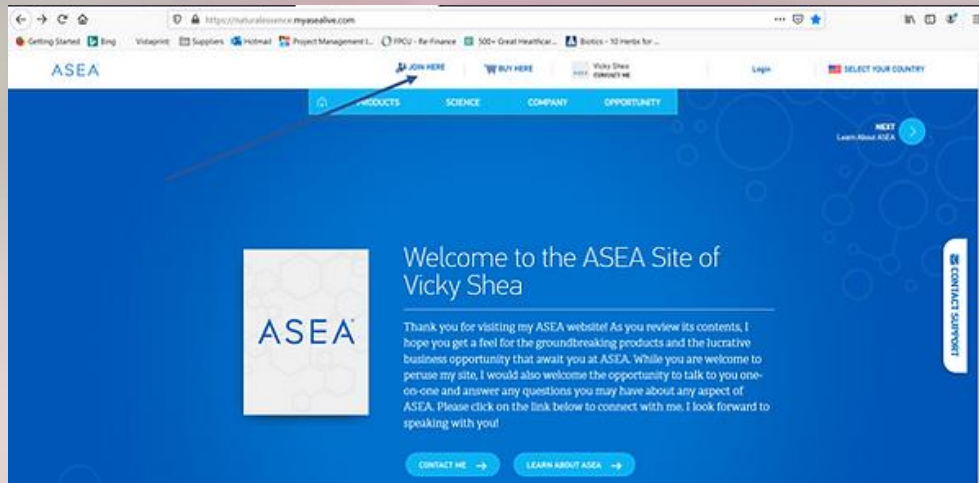 https://naturalessence.myasealive.com
Getting Started Bing Vistaprint Suppliers Hotmail Project Management I... FPCU - Re-Finance 500+ Great Healthcar... Biotics - 10 Herbs for ...
ASEA JOIN HERE BUY HERE Vicky Shea Login SELECT YOUR COUNTRY
CONTACT ME
PRODUCTS SCIENCE COMPANY OPPORTUNITY
NEXT
Learn About ASEA
CONTACT SUPPORT
Welcome to the ASEA Site of
Vicky Shea
ASEA
Thank you for visiting my ASEA website! As you review its contents, I
hope you get a feel for the groundbreaking products and the lucrative
business opportunity that await you at ASEA. While you are welcome to
peruse my site, I would also welcome the opportunity to talk to you one-
on-one and answer any questions you may have about any aspect of
ASEA. Please click on the link below to connect with me. I look forward to
speaking with you!
CONTACT ME LEARN ABOUT ASEA